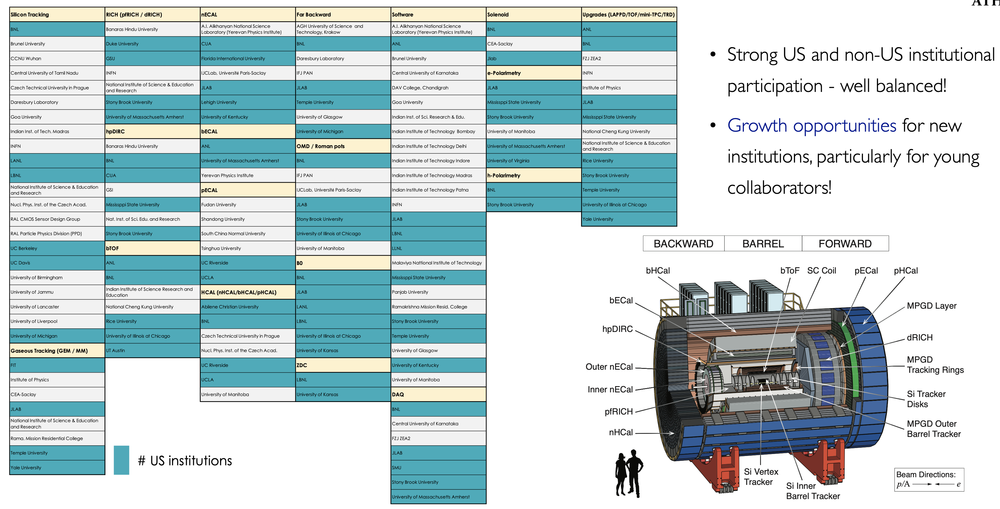 Silicon Tracking
BNL
Brunel University
CCNU Wuhan
Central University of Tamil Nadu
Czech Technical University in Prague
Daresbury Laboratory
Goa University
Indian Inst. of Tech. Madras
INFN
LANL
LBNL
National Institute of Science & Education
and Research
Nucl. Phys. Inst. of the Czech Acad.
RAL CMOS Sensor Design Group
RAL Particle Physics Division (PPD)
UC Berkeley
UC Davis
University of Birmingham
University of Jammu
University of Lancaster
University of Liverpool
University of Michigan
Gaseous Tracking (GEM / MM)
FIT
Institute of Physics
CEA-Saclay
JLAB
National Institute of Science & Education
and Research
Rama. Mission Residential College
Temple University
Yale University
RICH (pfRICH / dRICH)
Banaras Hindu University
Duke University
GSU
INFN
National Institute of Science & Education
and Research
Stony Brook University
University of Massachusetts Amherst
hpDIRC
Banaras Hindu University
BNL
CUA
GSI
Mississppi State University
Nat. Inst. of Sci. Edu. and Research
Stony Brook University
bTOF
ANL
BNL
Indian Institute of Science Research and
Education
National Cheng Kung University
Rice University
University of Illinois at Chicago
UT Austin
nECAL
A.I. Alikhanyan National Science
Laboratory (Yerevan Physics Institute)
CUA
Florida International University
IJCLab, Université Paris-Saclay
JLAB
Lehigh University
University of Kentucky
bECAL
ANL
University of Massachusetts Amherst
Yerevan Physics Institute
pECAL
Fudan University
Shandong University
South China Normal University
Tsinghua University
UC Riverside
UCLA
HCAL (nHCAL/bHCAL/pHCAL)
Abilene Christian University
BNL
Czech Technical University in Prague
Nucl. Phys. Inst. of the Czech Acad.
UC Riverside
UCLA
University of Manitoba
Far Backward
AGH University of Science and
Technology, Krakow
BNL
Daresbury Laboratory
IFJ PAN
JLAB
Temple University
University of Glasgow
University of Michigan
OMD / Roman pots
BNL
IFJ PAN
IJCLab, Université Paris-Saclay
JLAB
Stony Brook University
University of Illinois at Chicago
University of Manitoba
B0
BNL
JLAB
LANL
LBNL
University of Illinois at Chicago
University of Kansas
ZDC
LBNL
University of Kansas
Software
A.I. Alikhanyan National Science
Laboratory (Yerevan Physics Institute)
ANL
Brunel University
Central University of Karnataka
DAV College, Chandigrah
Goa University
Indian Inst. of Sci. Research & Edu.
Indian Institute of Technology Bombay
Indian Institute of Technology Delhi
Indian Institute of Technology Indore
Indian Institute of Technology Madras
Indian Institute of Technology Patna
INFN
JLAB
LBNL
LLNL
Malaviya Nattional Institute of Technology
Mississppi State University
Panjab University
Ramakrishna Mission Resid. College
Stony Brook University
Temple University
University of Glasgow
University of Kentucky
University of Manitoba
DAQ
BNL
Central University of Karnataka
FZJ ZEA2
JLAB
SMU
Stony Brook University
University of Massachusetts Amherst
Solenoid
BNL
CEA-Saclay
Jlab
e-Polarimetry
JLAB
Mississppi State University
Stony Brook University
University of Manitoba
University of Massachusetts Amherst
University of Virginia
h-Polarimetry
BNL
Stony Brook University
Upgrades (LAPPD/TOF/mini-TPC/TRD)
ANL
BNL
FZJ ZEA2
INFN
Institute of Physics
JLAB
Mississppi State University
National Cheng Kung University
National Institute of Science & Education
and Research
Rice University
Stony Brook University
Temple University
University of Illinois at Chicago
Yale University
# US institutions
• Strong US and non-US institutional
participation - well balanced!
• Growth opportunities for new
institutions, particularly for young
collaborators!
BACKWARD BARREL FORWARD
bHCal
bToF
SC Coil
pECal
pHCal
bECal
hpDIRC
Outer nECal
Inner nECal
pfRICH
nHCal
MPGD Layer
dRICH
MPGD
Tracking Rings
Si Tracker
Disks
MPGD Outer
Barrel Tracker
Si Vertex
Tracker
Si Inner
Barrel Tracker
Beam Directions:
p/A e